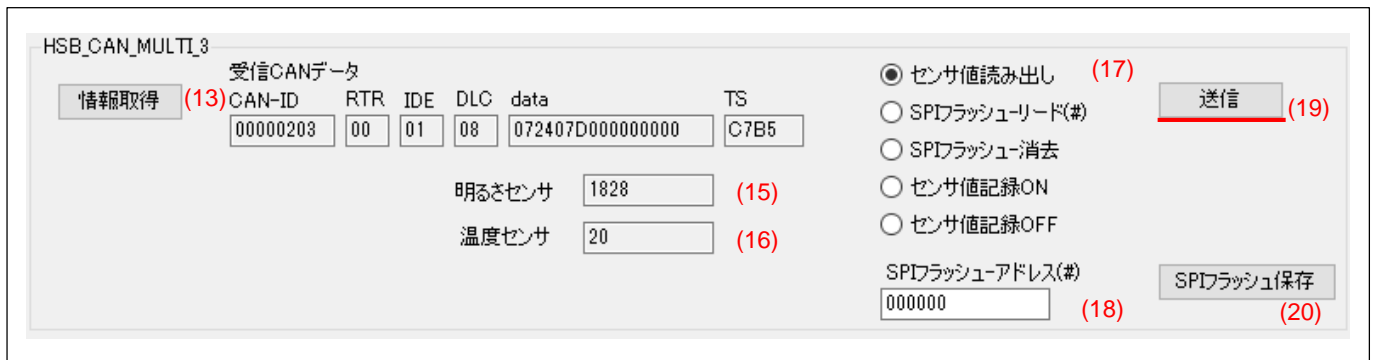 HSB_CAN_MULTI_3
受信CANデータ
情報取得 (13) CAN-ID RTR IDE DLC data TS
00000203 00 01 08 072407D000000000 C7B5
明るさセンサ 1828 (15)
温度センサ 20 (16)
センサ値読み出し (17)
SPIフラッシューリード(#)
SPIフラッシュー消去
センサ値記録ON
センサ値記録OFF
送信 (19)
SPIフラッシューアドレス(#)
000000 (18)
SPIフラッシュ保存
(20)